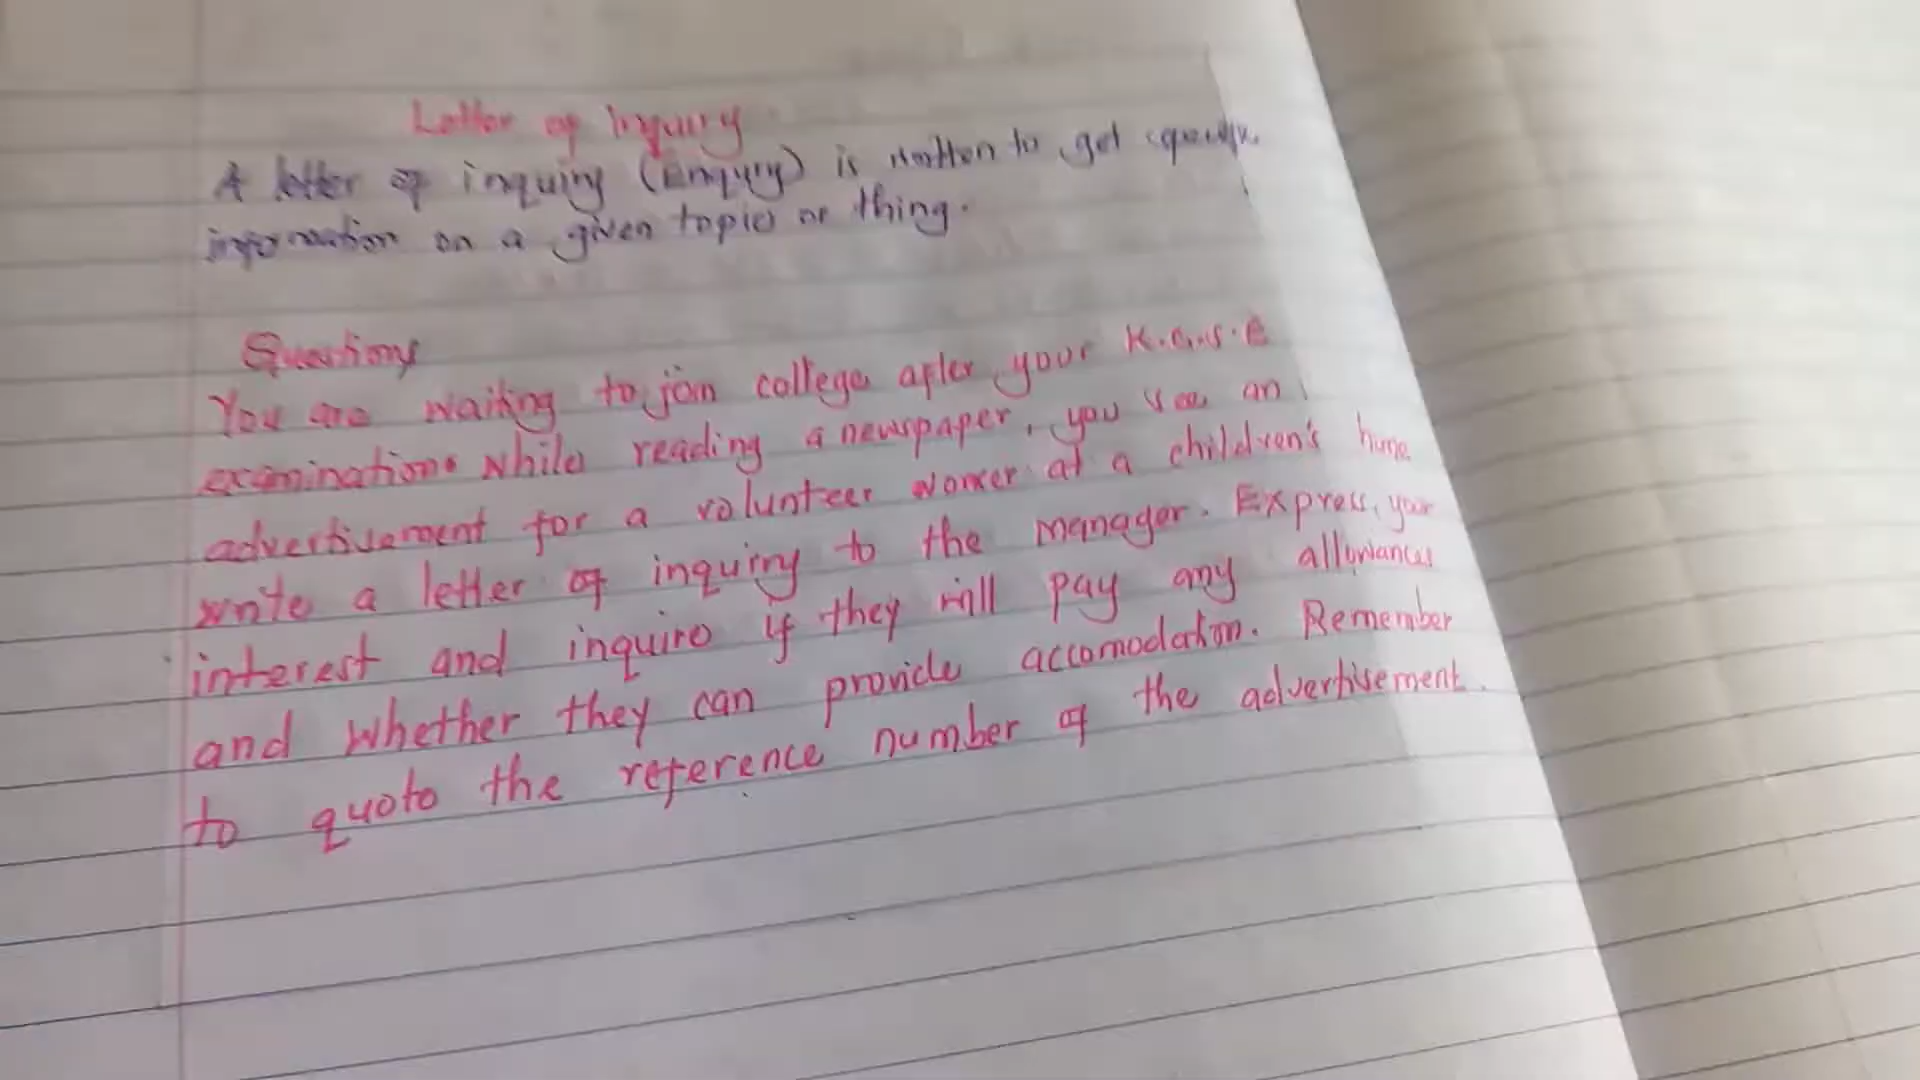 Letter of inquiry
A letter of inquiry (Enqury) is written to get specific
information on a given topic or thing.
Questions
You are waiting to join college after your K.C.S.E
examinations while reading a newspaper, you see an
advertisement for a volunteer worker at a children's home
write a letter of inquiry to the manager. Express your
interest and inquire if they will pay any allowances
and whether they can provide accomodation. Remember
to quote the reference number of the advertisement.